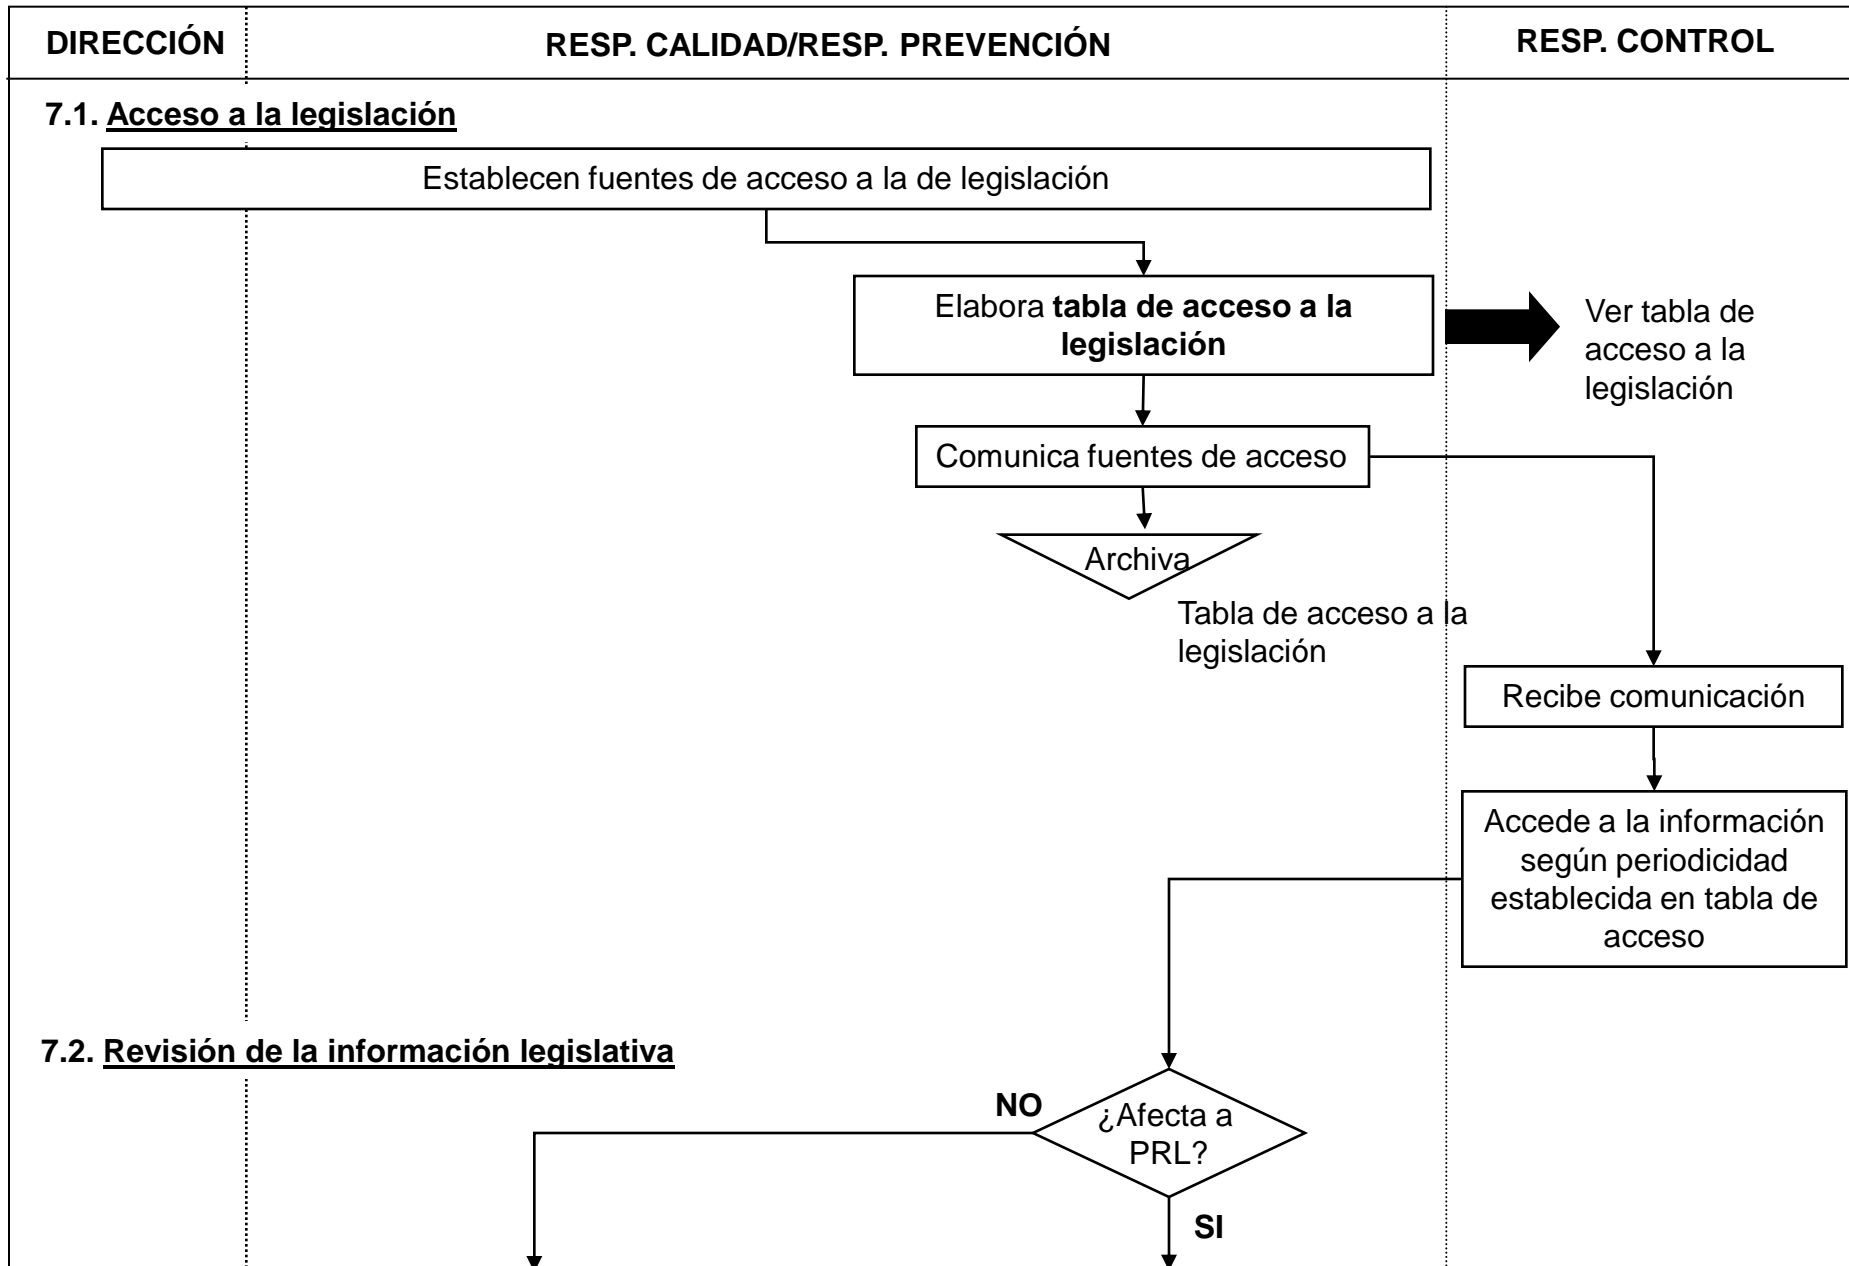 DIRECCIÓN
RESP. CALIDAD/RESP. PREVENCIÓN
RESP. CONTROL
7.1. Acceso a la legislación
Establecen fuentes de acceso a la de legislación
Elabora tabla de acceso a la
legislación
Ver tabla de
acceso a la
legislación
Comunica fuentes de acceso
Archiva
Tabla de acceso a la
legislación
Recibe comunicación
Accede a la información
según periodicidad
establecida en tabla de
acceso
7.2. Revisión de la información legislativa
NO
¿Afecta a
PRL?
SI